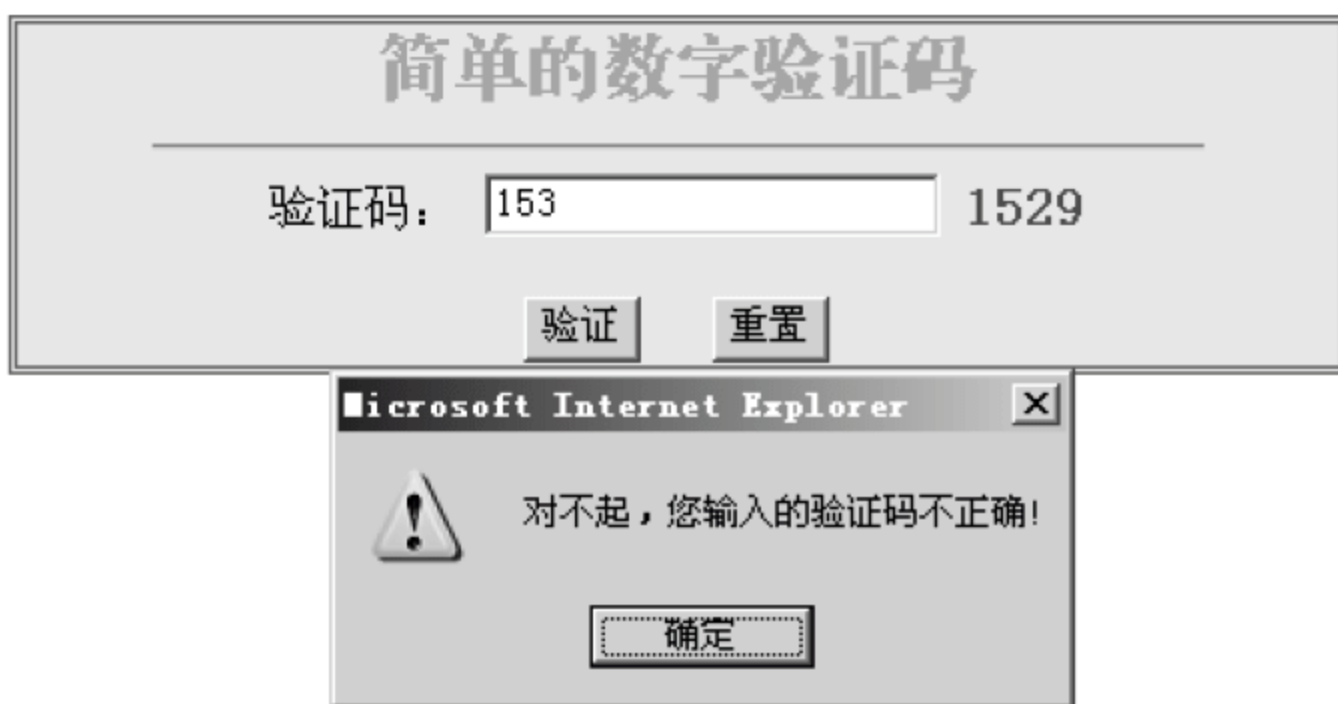 简单的数字验证码
验证码： 153 1529
验证 重置
Microsoft Internet Explorer
对不起，您输入的验证码不正确!
确定